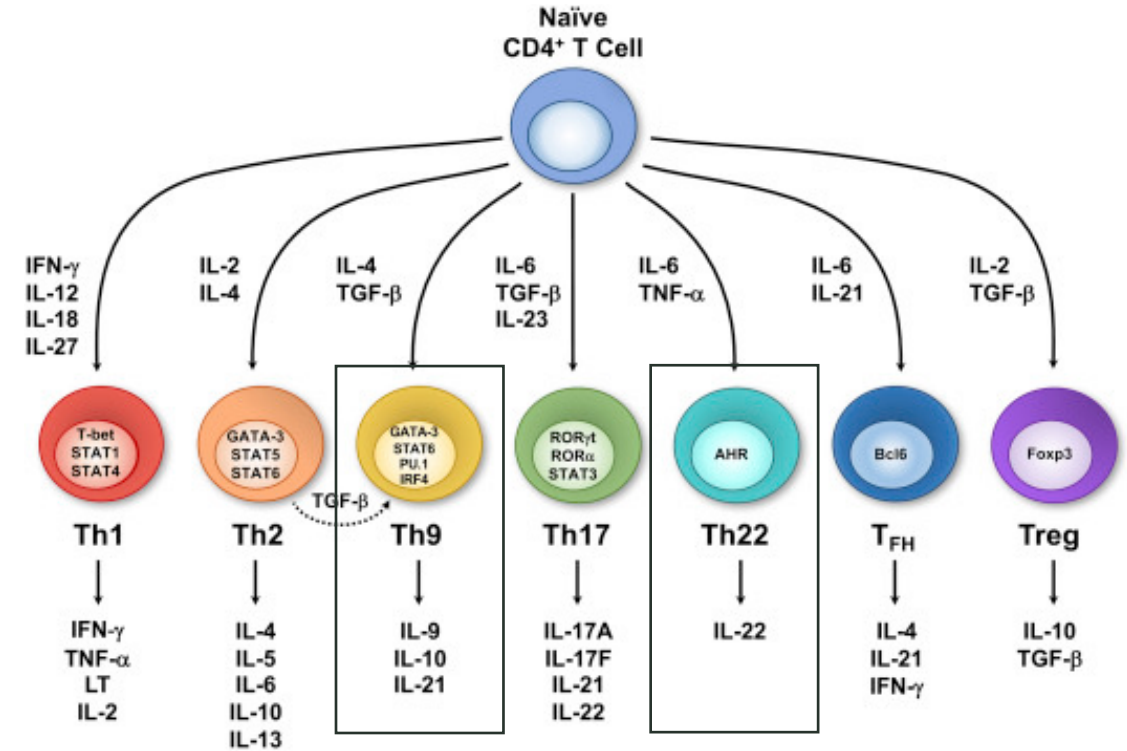 Naïve
CD4⁺ T Cell
IFN-γ
IL-12
IL-18
IL-27
IL-2
IL-4
IL-4
TGF-β
IL-6
TGF-β
IL-23
IL-6
TNF-α
IL-6
IL-21
IL-2
TGF-β
T-bet
STAT1
STAT4
GATA-3
STAT5
STAT6
GATA-3
STAT6
PU.1
IRF4
RORγt
RORα
STAT3
AHR
Bcl6
Foxp3
TGF-β
Th1
Th2
Th9
Th17
Th22
T_FH
Treg
IFN-γ
TNF-α
LT
IL-2
IL-4
IL-5
IL-6
IL-10
IL-13
IL-9
IL-10
IL-21
IL-17A
IL-17F
IL-21
IL-22
IL-22
IL-4
IL-21
IFN-γ
IL-10
TGF-β